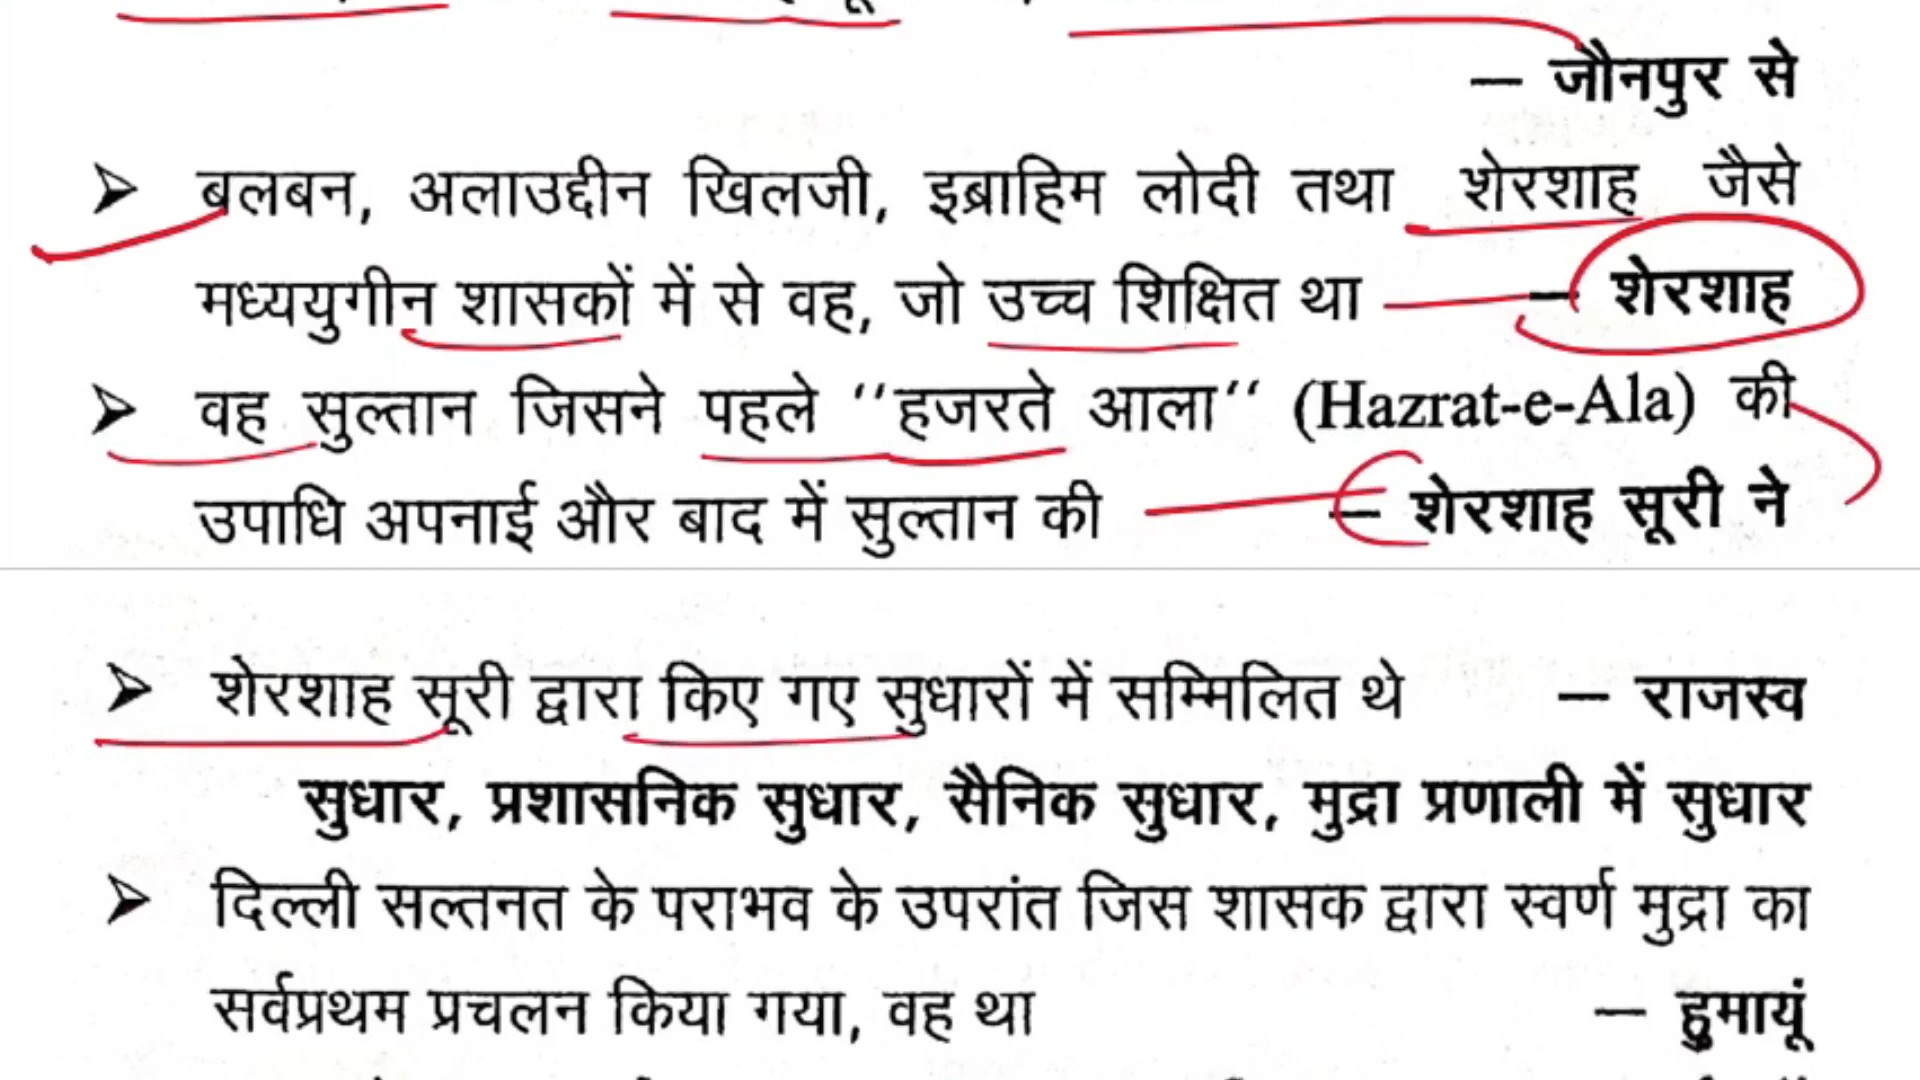 — जौनपुर से
➢ बलबन, अलाउद्दीन खिलजी, इब्राहिम लोदी तथा शेरशाह जैसे
मध्ययुगीन शासकों में से वह, जो उच्च शिक्षित था — शेरशाह
➢ वह सुल्तान जिसने पहले ‘‘हजरते आला‘‘ (Hazrat-e-Ala) की
उपाधि अपनाई और बाद में सुल्तान की — शेरशाह सूरी ने
➢ शेरशाह सूरी द्वारा किए गए सुधारों में सम्मिलित थे — राजस्व
सुधार, प्रशासनिक सुधार, सैनिक सुधार, मुद्रा प्रणाली में सुधार
➢ दिल्ली सल्तनत के पराभव के उपरांत जिस शासक द्वारा स्वर्ण मुद्रा का
सर्वप्रथम प्रचलन किया गया, वह था — हुमायूं